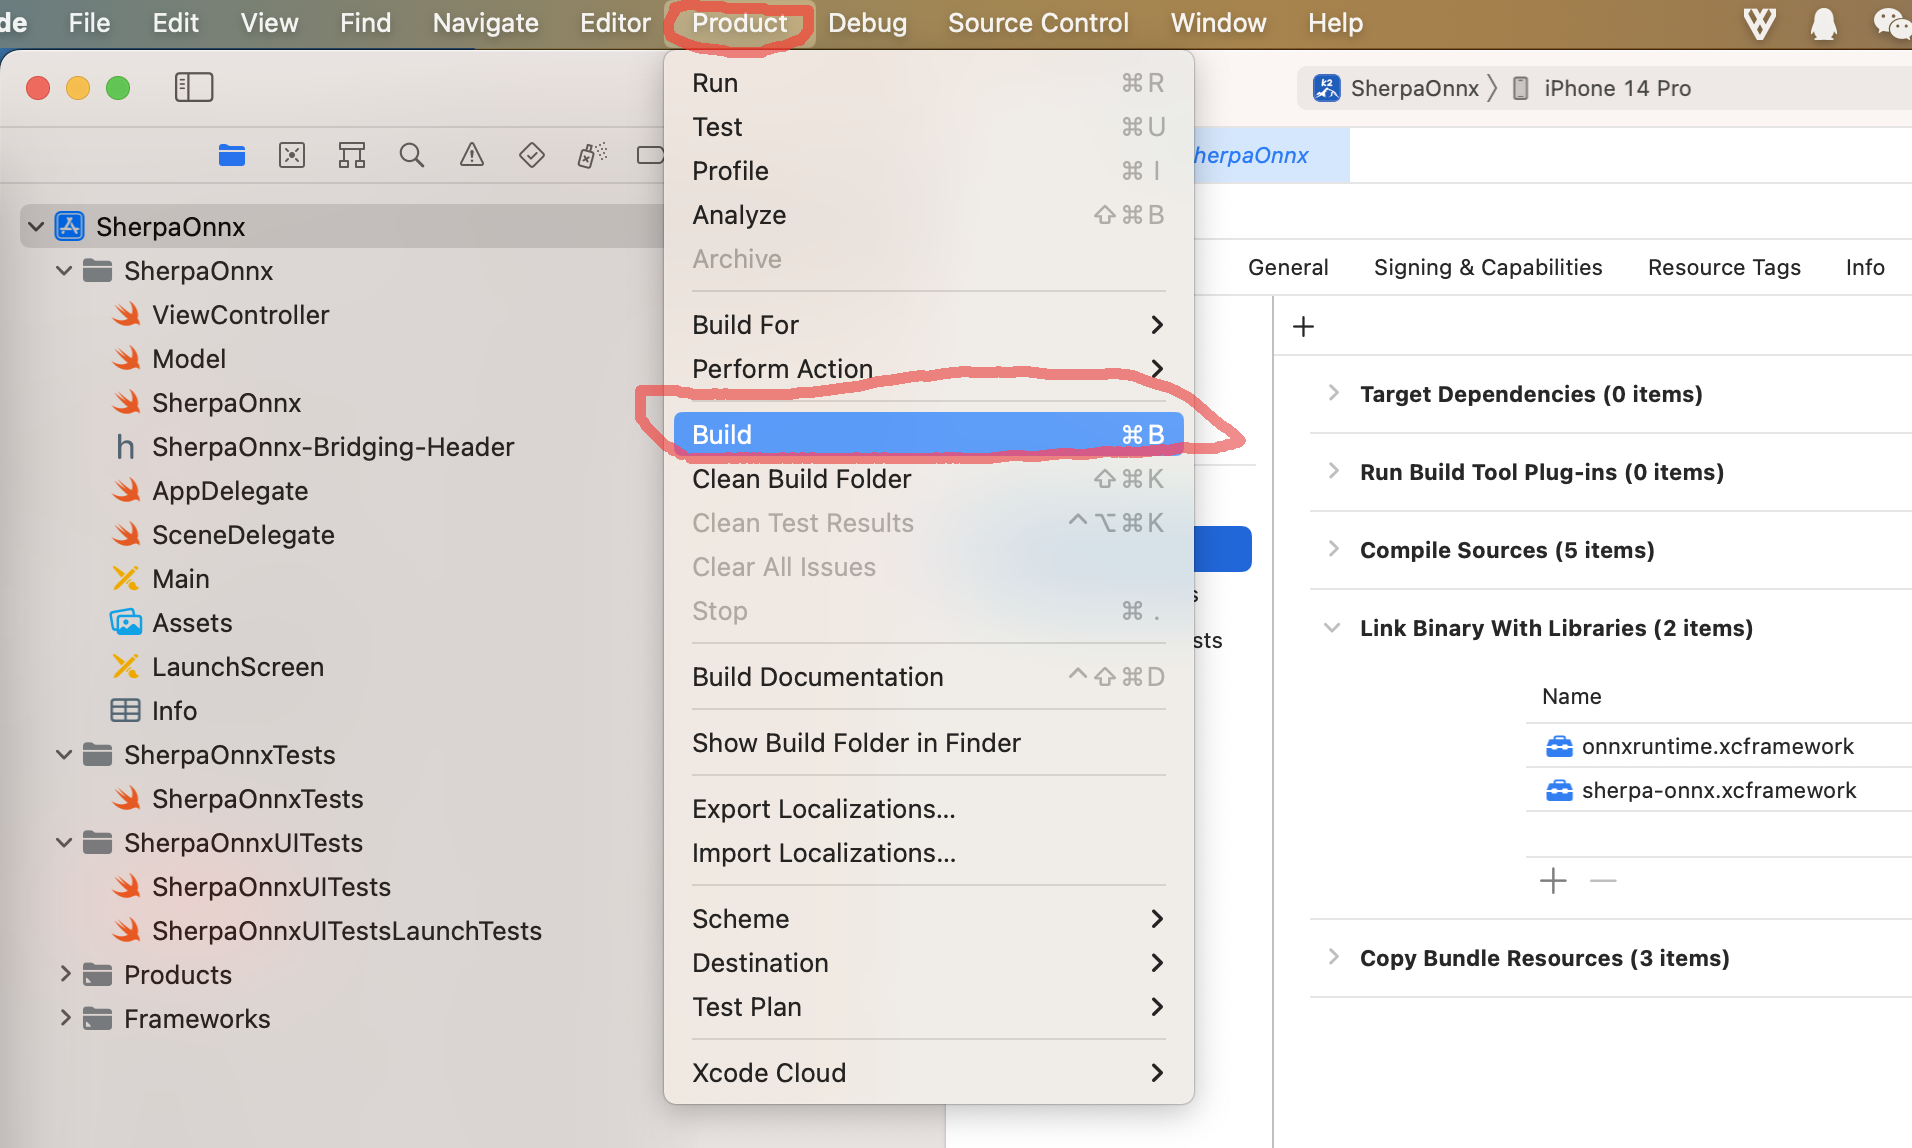 de File Edit View Find Navigate Editor Product Debug Source Control Window Help
SherpaOnnx
SherpaOnnx
ViewController
Model
SherpaOnnx
h SherpaOnnx-Bridging-Header
AppDelegate
SceneDelegate
Main
Assets
LaunchScreen
Info
SherpaOnnxTests
SherpaOnnxTests
SherpaOnnxUITests
SherpaOnnxUITests
SherpaOnnxUITestsLaunchTests
Products
Frameworks
Run ⌘R
Test ⌘U
Profile ⌘I
Analyze ⇧⌘B
Archive
Build For
Perform Action
Build ⌘B
Clean Build Folder ⇧⌘K
Clean Test Results ^⌥⌘K
Clear All Issues
Stop ⌘.
Build Documentation ^⇧⌘D
Show Build Folder in Finder
Export Localizations...
Import Localizations...
Scheme
Destination
Test Plan
Xcode Cloud
k2 SherpaOnnx iPhone 14 Pro
herpaOnnx
General Signing & Capabilities Resource Tags Info
s
sts
Target Dependencies (0 items)
Run Build Tool Plug-ins (0 items)
Compile Sources (5 items)
Link Binary With Libraries (2 items)
Name
onnxruntime.xcframework
sherpa-onnx.xcframework
Copy Bundle Resources (3 items)